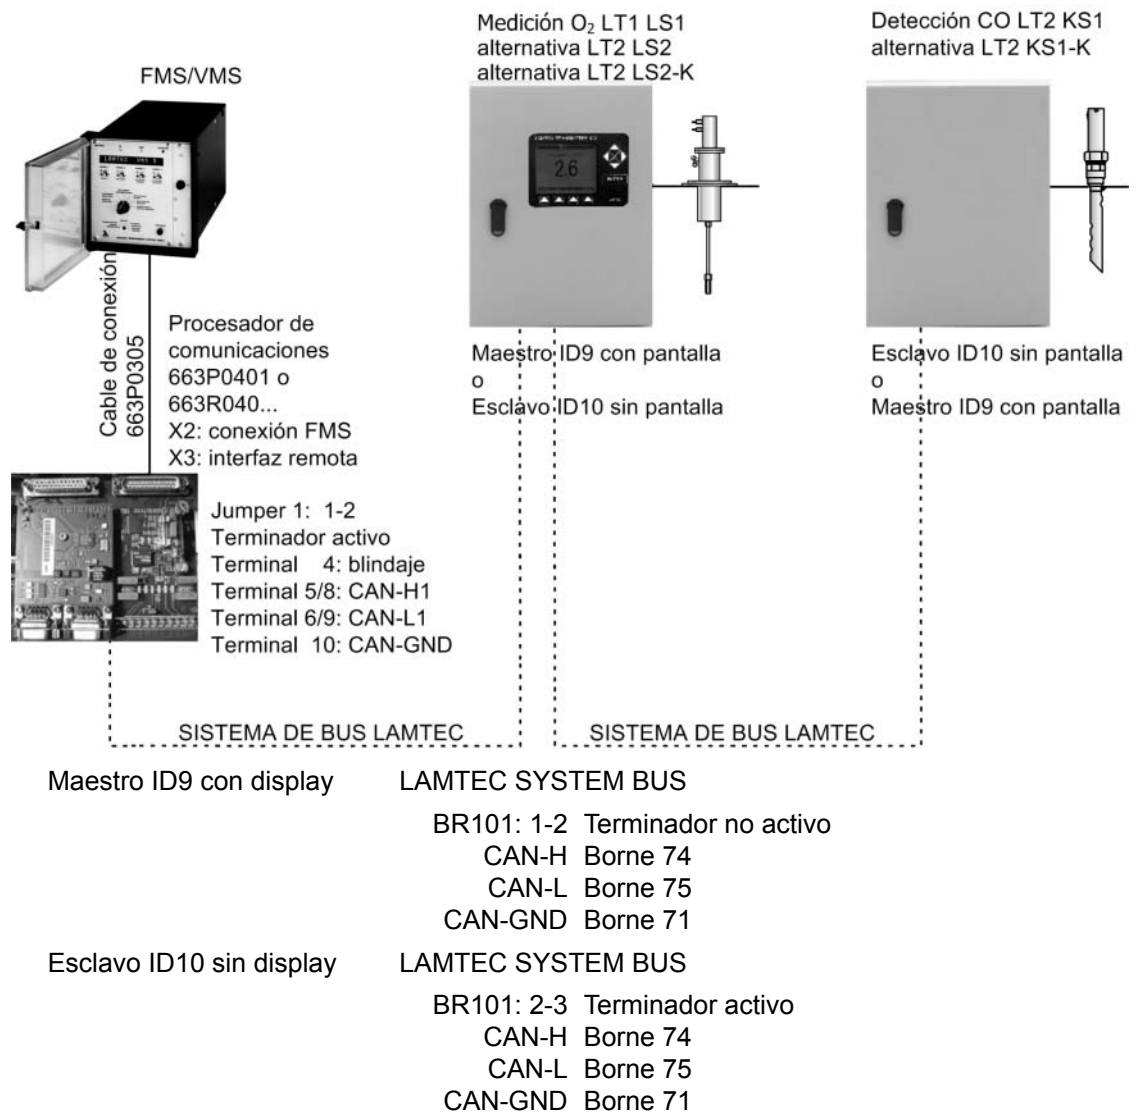 Medición O₂ LT1 LS1
alternativa LT2 LS2
alternativa LT2 LS2-K
Detección CO LT2 KS1
alternativa LT2 KS1-K
FMS/VMS
LAMTEC VMS 5
2.6
Cable de conexión
663P0305
Procesador de
comunicaciones
663P0401 o
663R040...
X2: conexión FMS
X3: interfaz remota
Maestro ID9 con pantalla
o
Esclavo ID10 sin pantalla
Esclavo ID10 sin pantalla
o
Maestro ID9 con pantalla
Jumper 1: 1-2
Terminador activo
Terminal 4: blindaje
Terminal 5/8: CAN-H1
Terminal 6/9: CAN-L1
Terminal 10: CAN-GND
SISTEMA DE BUS LAMTEC
SISTEMA DE BUS LAMTEC
Maestro ID9 con display LAMTEC SYSTEM BUS
BR101: 1-2 Terminador no activo
CAN-H Borne 74
CAN-L Borne 75
CAN-GND Borne 71
Esclavo ID10 sin display LAMTEC SYSTEM BUS
BR101: 2-3 Terminador activo
CAN-H Borne 74
CAN-L Borne 75
CAN-GND Borne 71